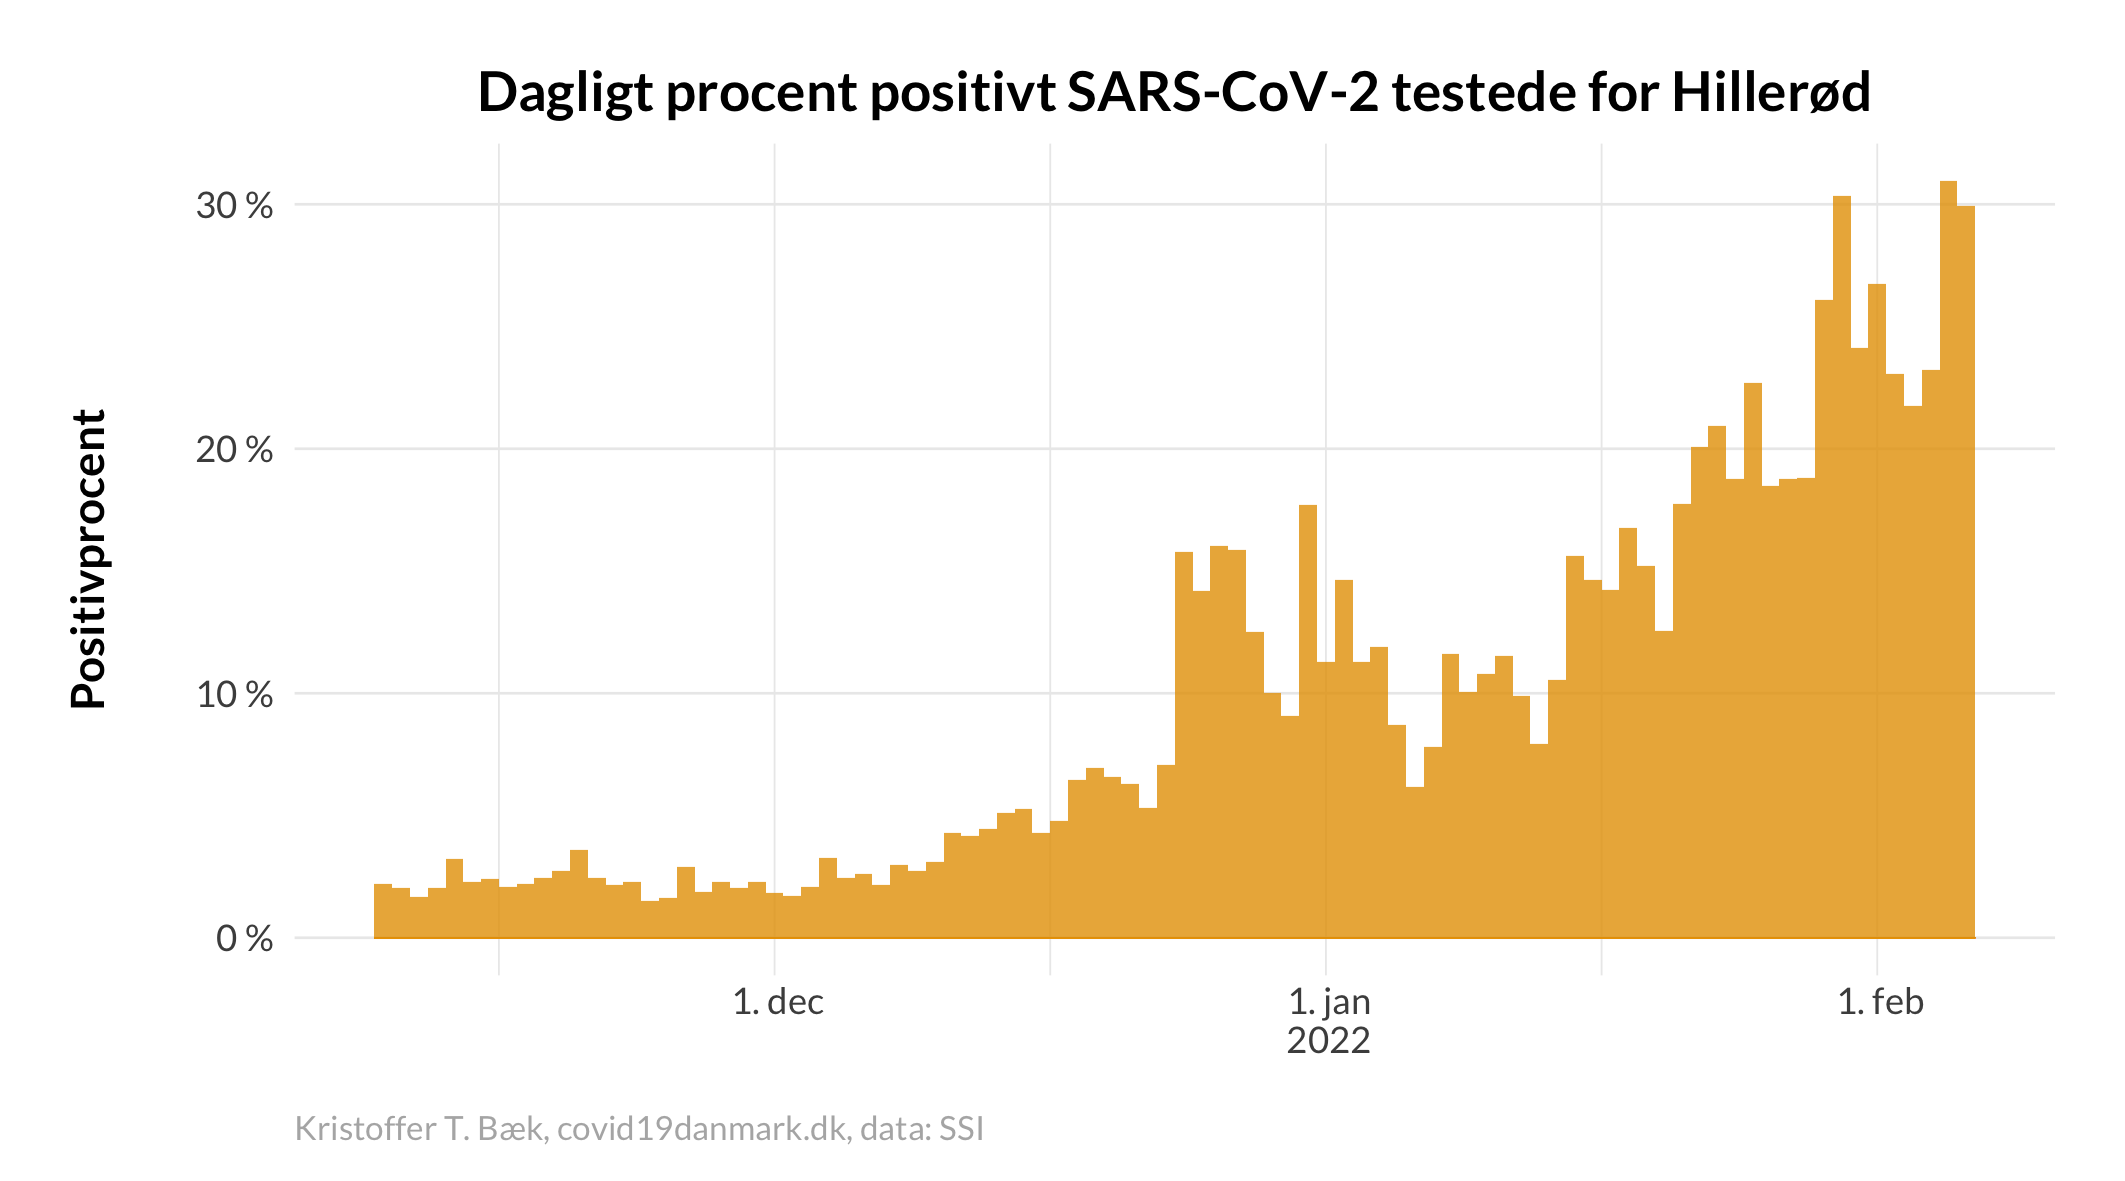 Dagligt procent positivt SARS-CoV-2 testede for Hillerød
Positivprocent
30 %
20 %
10 %
0 %
1. dec
1. jan
2022
1. feb
Kristoffer T. Bæk, covid19danmark.dk, data: SSI